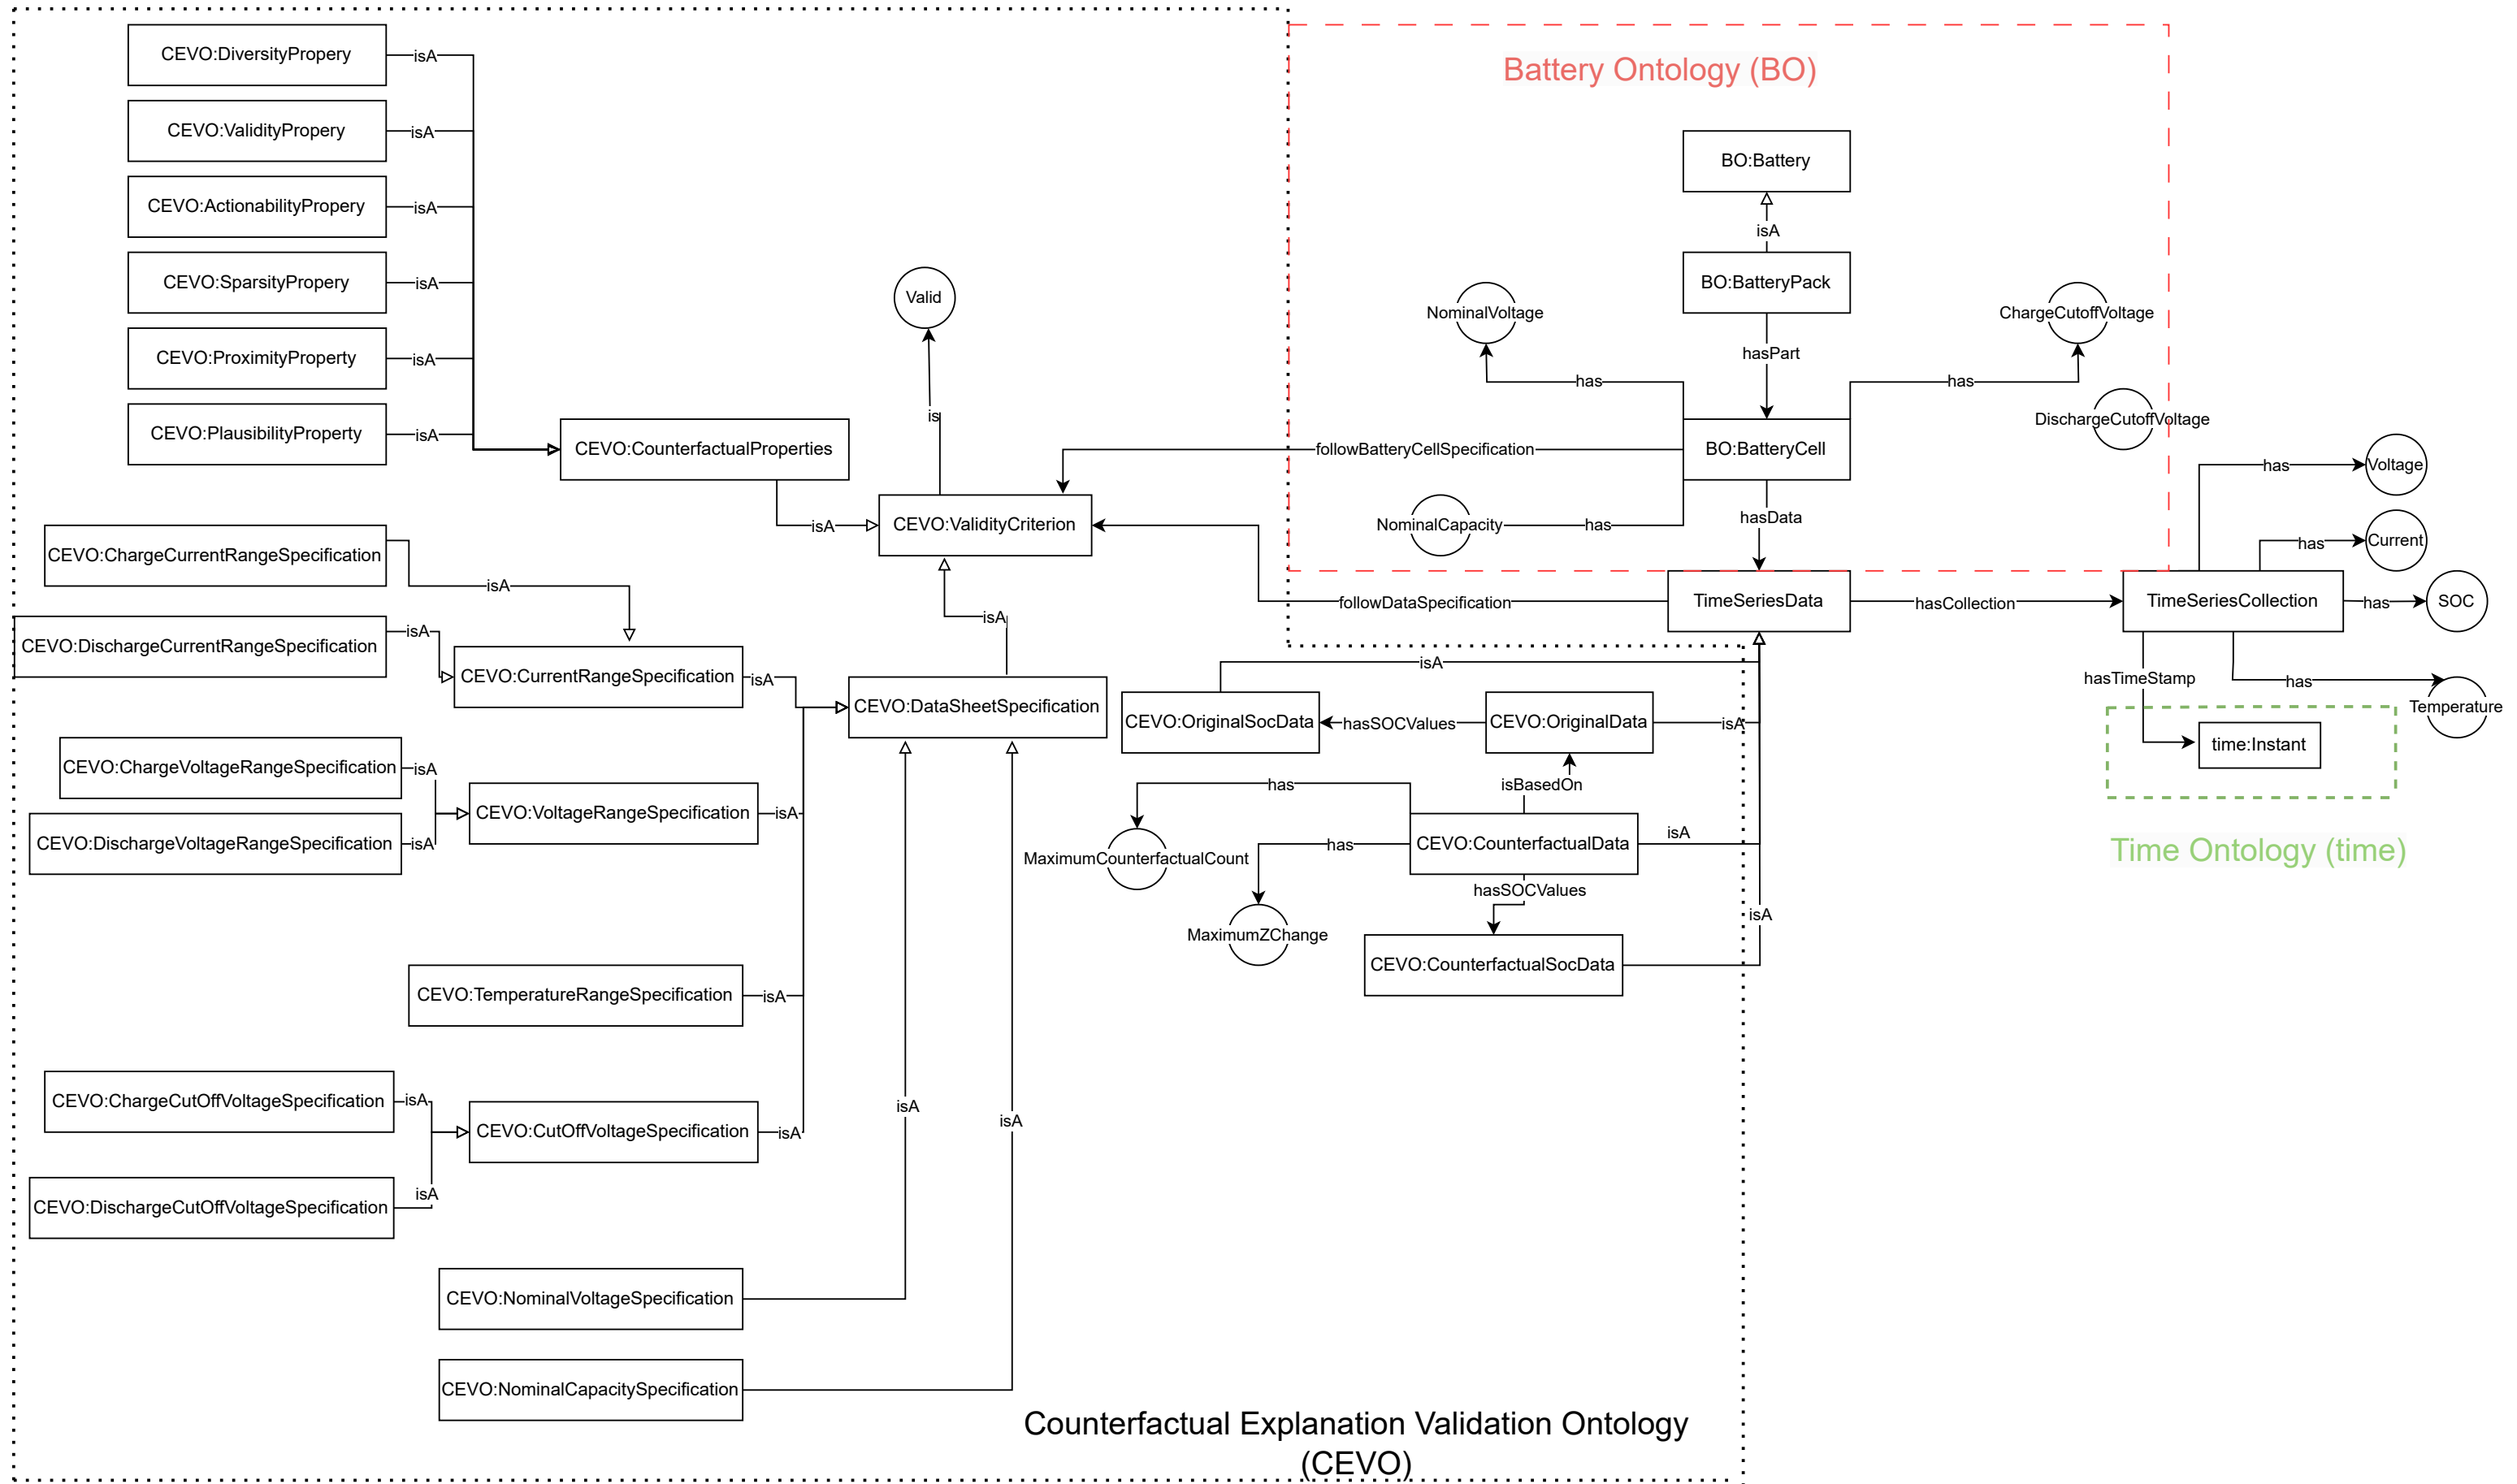 CEVO:DiversityPropery
isA
CEVO:ValidityPropery
isA
CEVO:ActionabilityPropery
isA
CEVO:SparsityPropery
isA
CEVO:ProximityProperty
isA
CEVO:PlausibilityProperty
isA
CEVO:CounterfactualProperties
isA
Valid
is
CEVO:ValidityCriterion
isA
CEVO:ChargeCurrentRangeSpecification
isA
CEVO:DischargeCurrentRangeSpecification
isA
CEVO:CurrentRangeSpecification
isA
CEVO:DataSheetSpecification
CEVO:ChargeVoltageRangeSpecification
isA
CEVO:DischargeVoltageRangeSpecification
isA
CEVO:VoltageRangeSpecification
isA
CEVO:TemperatureRangeSpecification
isA
CEVO:ChargeCutOffVoltageSpecification
isA
CEVO:DischargeCutOffVoltageSpecification
isA
CEVO:CutOffVoltageSpecification
isA
isA
isA
CEVO:NominalVoltageSpecification
CEVO:NominalCapacitySpecification
Battery Ontology (BO)
BO:Battery
isA
BO:BatteryPack
hasPart
NominalVoltage
has
ChargeCutoffVoltage
has
DischargeCutoffVoltage
BO:BatteryCell
followBatteryCellSpecification
NominalCapacity
has
hasData
followDataSpecification
TimeSeriesData
hasCollection
TimeSeriesCollection
has
Voltage
has
Current
has
SOC
has
Temperature
hasTimeStamp
time:Instant
Time Ontology (time)
isA
CEVO:OriginalSocData
hasSOCValues
CEVO:OriginalData
isA
isBasedOn
has
MaximumCounterfactualCount
CEVO:CounterfactualData
isA
has
MaximumZChange
hasSOCValues
isA
CEVO:CounterfactualSocData
Counterfactual Explanation Validation Ontology
(CEVO)